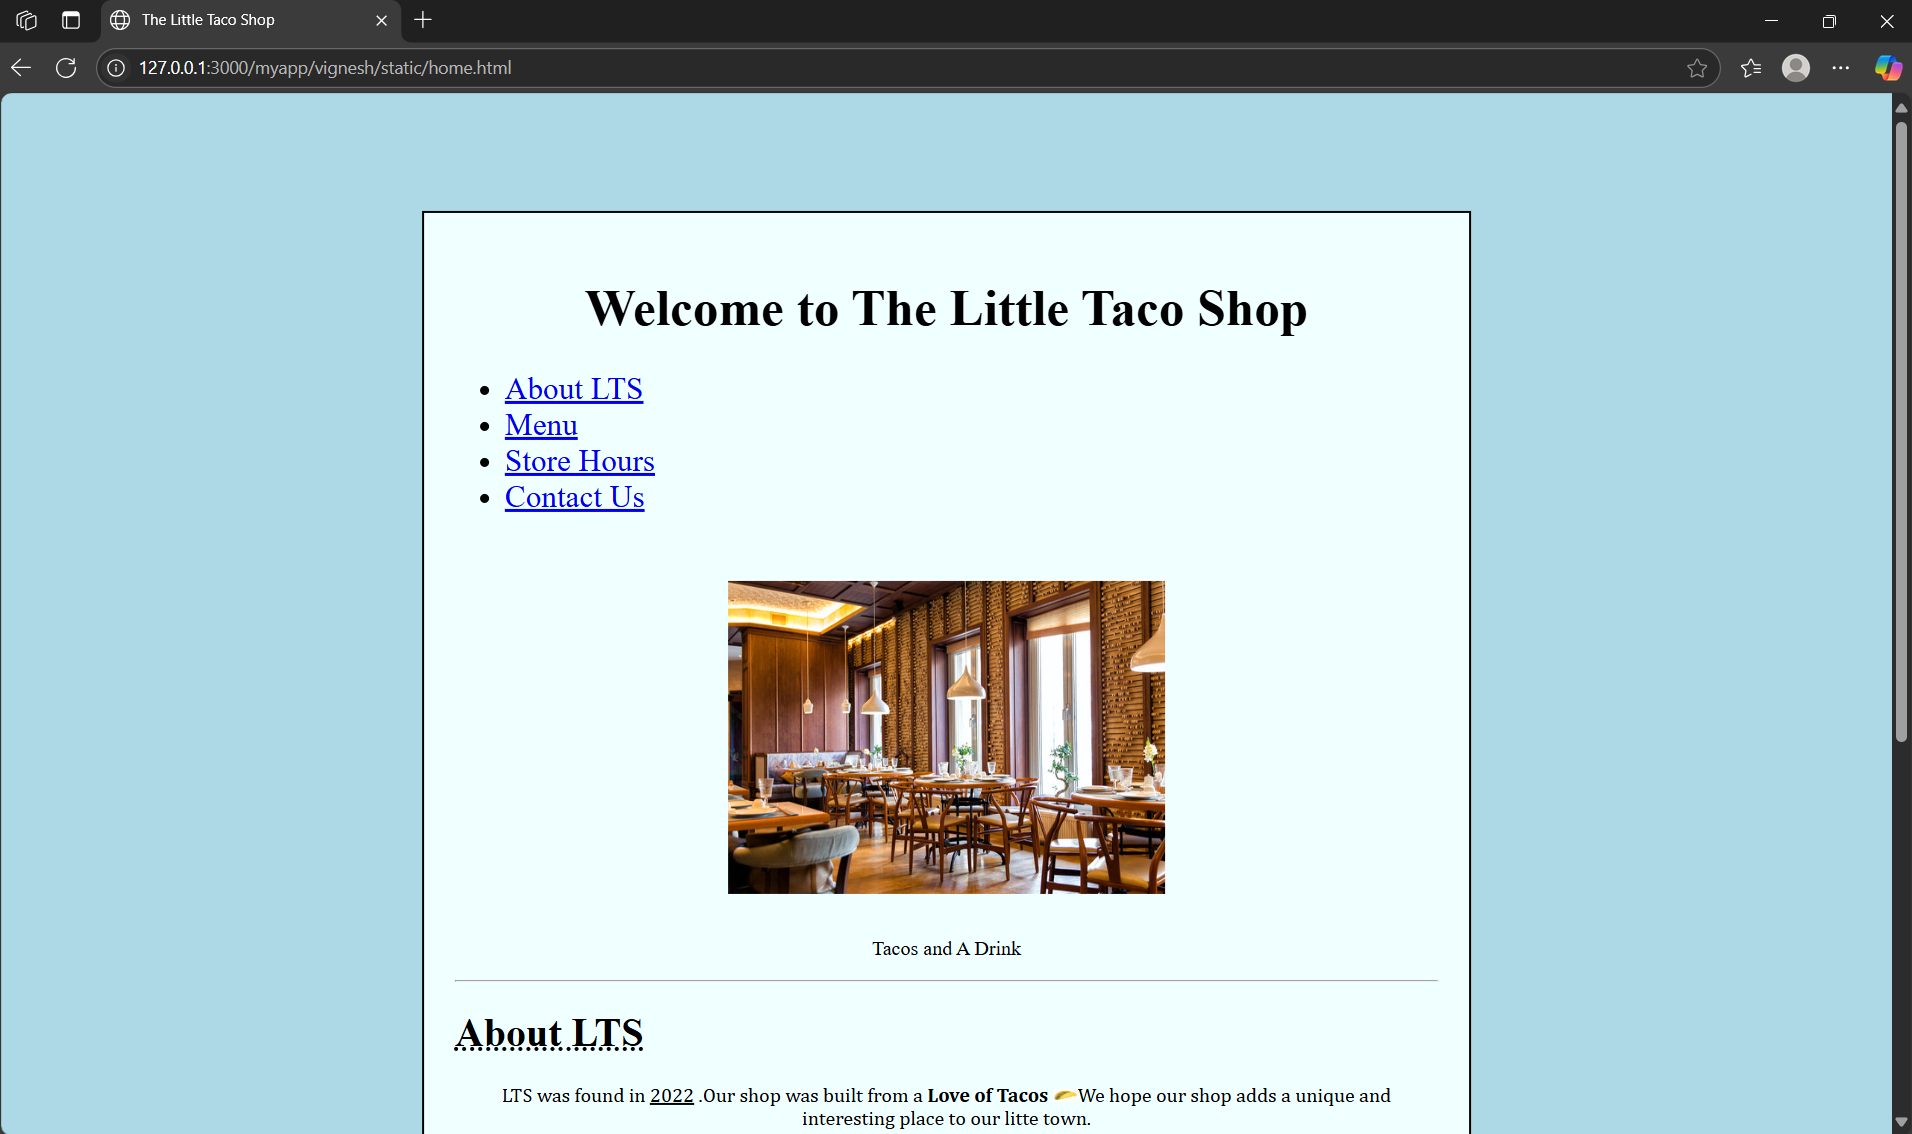 The Little Taco Shop
127.0.0.1:3000/myapp/vignesh/static/home.html
Welcome to The Little Taco Shop
About LTS
Menu
Store Hours
Contact Us
Tacos and A Drink
About LTS
LTS was found in 2022 .Our shop was built from a Love of Tacos 🌮We hope our shop adds a unique and
interesting place to our litte town.